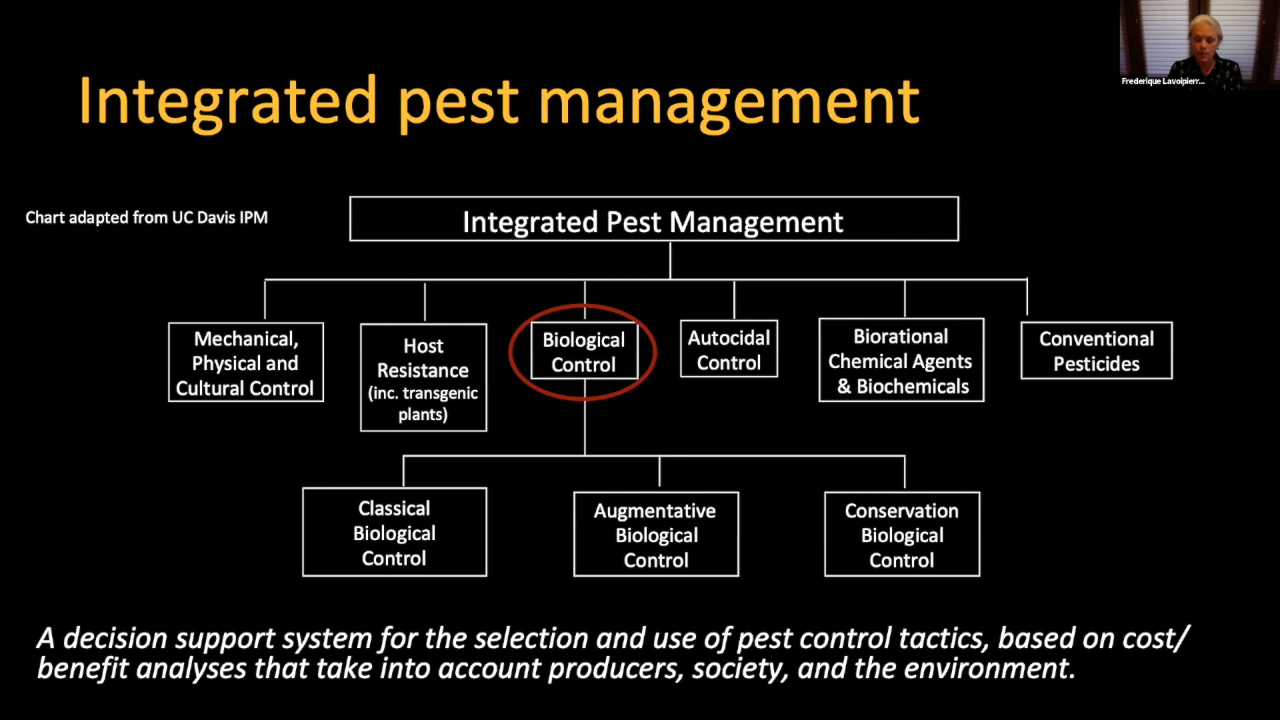 Frederique Lavoipierr...
Integrated pest management
Chart adapted from UC Davis IPM
Integrated Pest Management
Mechanical,
Physical and
Cultural Control
Host
Resistance
(inc. transgenic
plants)
Biological
Control
Autocidal
Control
Biorational
Chemical Agents
& Biochemicals
Conventional
Pesticides
Classical
Biological
Control
Augmentative
Biological
Control
Conservation
Biological
Control
A decision support system for the selection and use of pest control tactics, based on cost/
benefit analyses that take into account producers, society, and the environment.